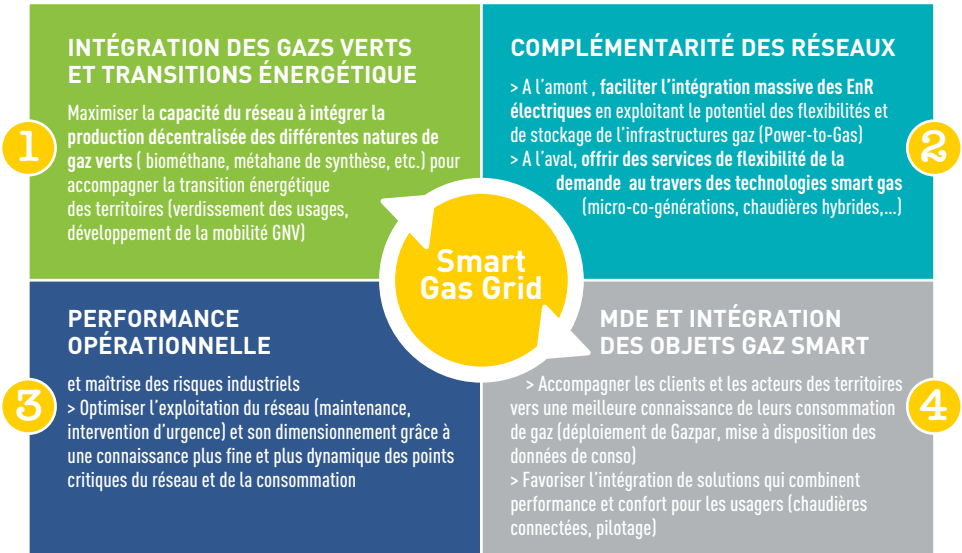 1
INTÉGRATION DES GAZS VERTS
ET TRANSITIONS ÉNERGÉTIQUE
Maximiser la capacité du réseau à intégrer la
production décentralisée des différentes natures de
gaz verts ( biométhane, métahane de synthèse, etc.) pour
accompagner la transition énergétique
des territoires (verdissement des usages,
développement de la mobilité GNV)
2
COMPLÉMENTARITÉ DES RÉSEAUX
> A l'amont , faciliter l'intégration massive des EnR
électriques en exploitant le potentiel des flexibilités et
de stockage de l'infrastructures gaz (Power-to-Gas)
> A l'aval, offrir des services de flexibilité de la
demande au travers des technologies smart gas
(micro-co-générations, chaudières hybrides,...)
Smart
Gas Grid
3
PERFORMANCE
OPÉRATIONNELLE
et maîtrise des risques industriels
> Optimiser l'exploitation du réseau (maintenance,
intervention d'urgence) et son dimensionnement grâce à
une connaissance plus fine et plus dynamique des points
critiques du réseau et de la consommation
4
MDE ET INTÉGRATION
DES OBJETS GAZ SMART
> Accompagner les clients et les acteurs des territoires
vers une meilleure connaissance de leurs consommation
de gaz (déploiement de Gazpar, mise à disposition des
données de conso)
> Favoriser l'intégration de solutions qui combinent
performance et confort pour les usagers (chaudières
connectées, pilotage)